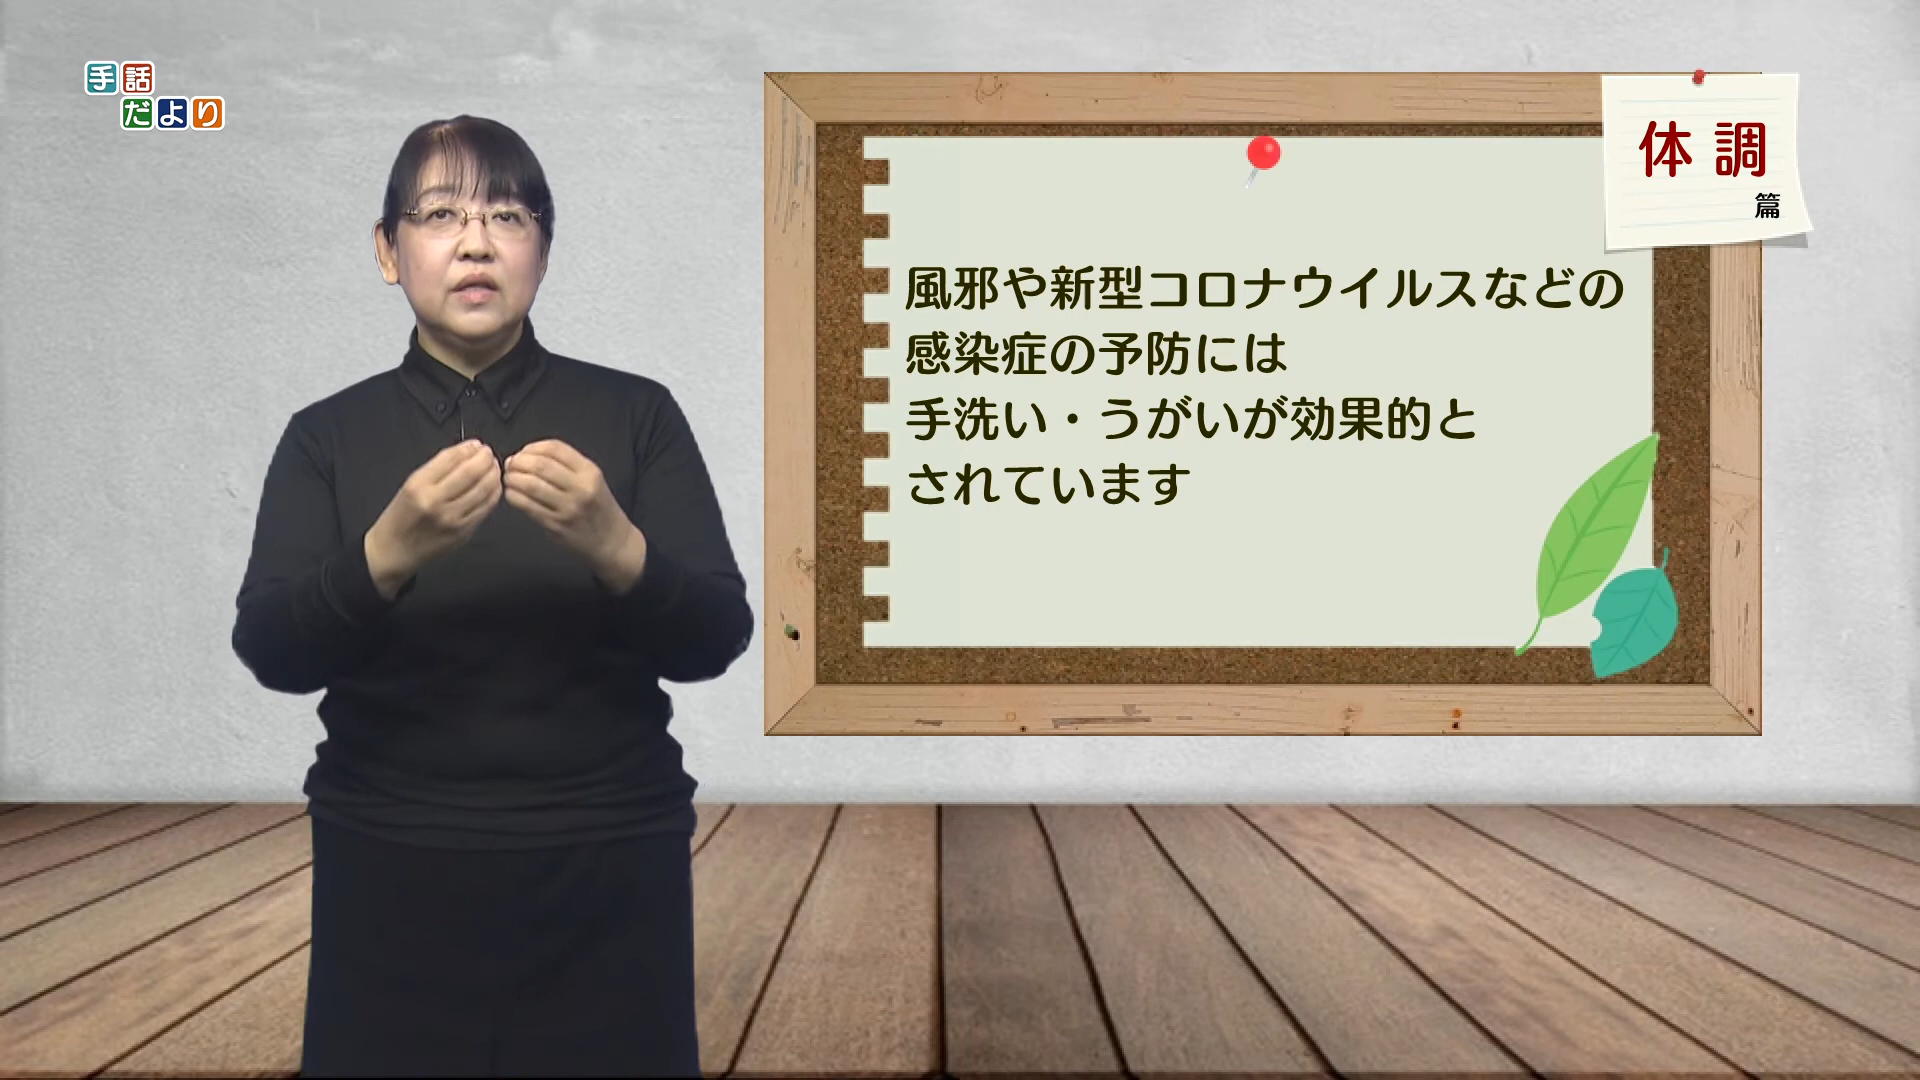 手話
だより
体調
篇
風邪や新型コロナウイルスなどの
感染症の予防には
手洗い・うがいが効果的と
されています